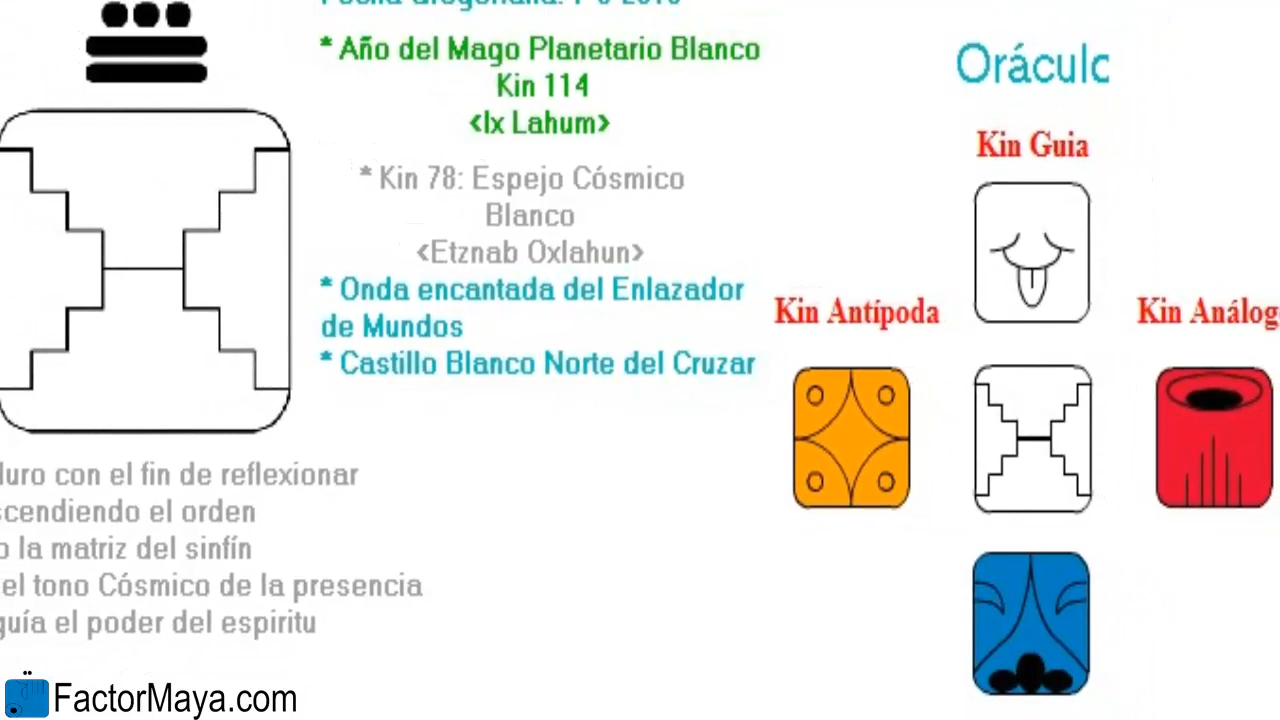 * Año del Mago Planetario Blanco
Kin 114
<Ix Lahum>
* Kin 78: Espejo Cósmico
Blanco
<Etznab Oxlahun>
* Onda encantada del Enlazador
de Mundos
* Castillo Blanco Norte del Cruzar
Oráculo
Kin Guia
Kin Antípoda
Kin Análog
duro con el fin de reflexionar
scendiendo el orden
o la matriz del sinfín
el tono Cósmico de la presencia
guía el poder del espiritu
FactorMaya.com